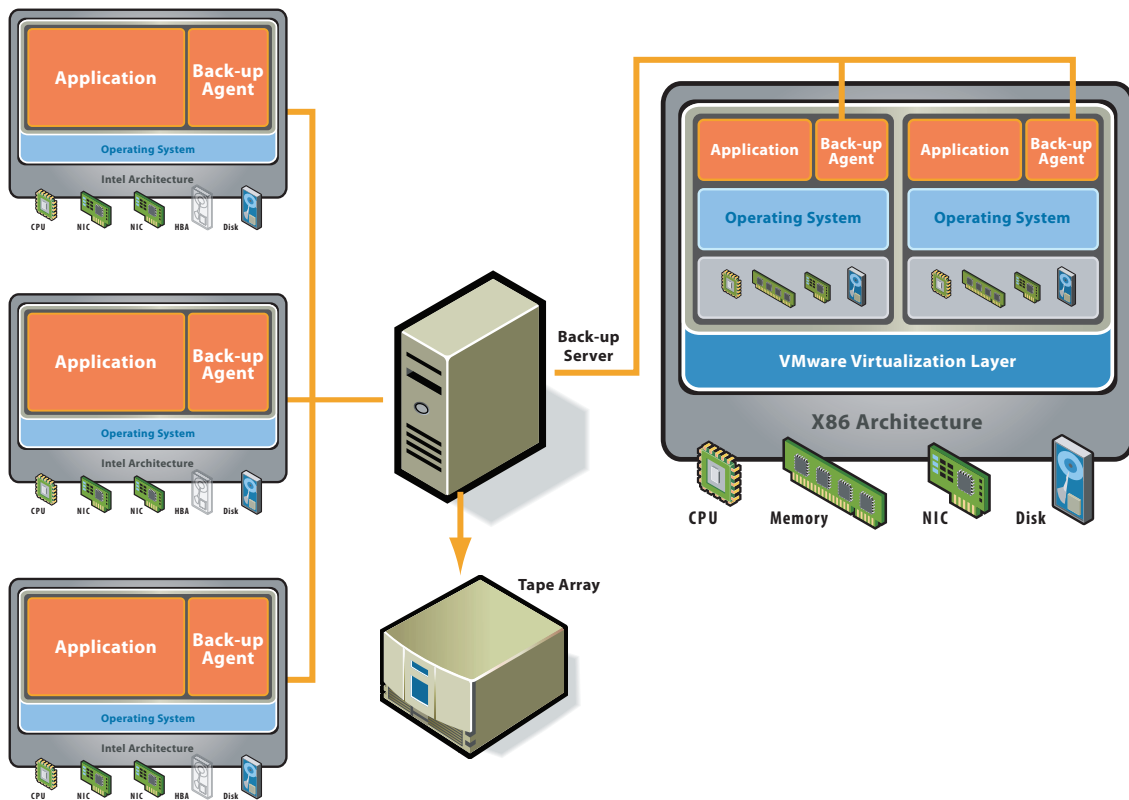 Application
Back-up
Agent
Operating System
Intel Architecture
CPU
NIC
NIC
HBA
Disk
Application
Back-up
Agent
Operating System
Intel Architecture
CPU
NIC
NIC
HBA
Disk
Application
Back-up
Agent
Operating System
Intel Architecture
CPU
NIC
NIC
HBA
Disk
Back-up
Server
Tape Array
Application
Back-up
Agent
Application
Back-up
Agent
Operating System
Operating System
VMware Virtualization Layer
X86 Architecture
CPU
Memory
NIC
Disk